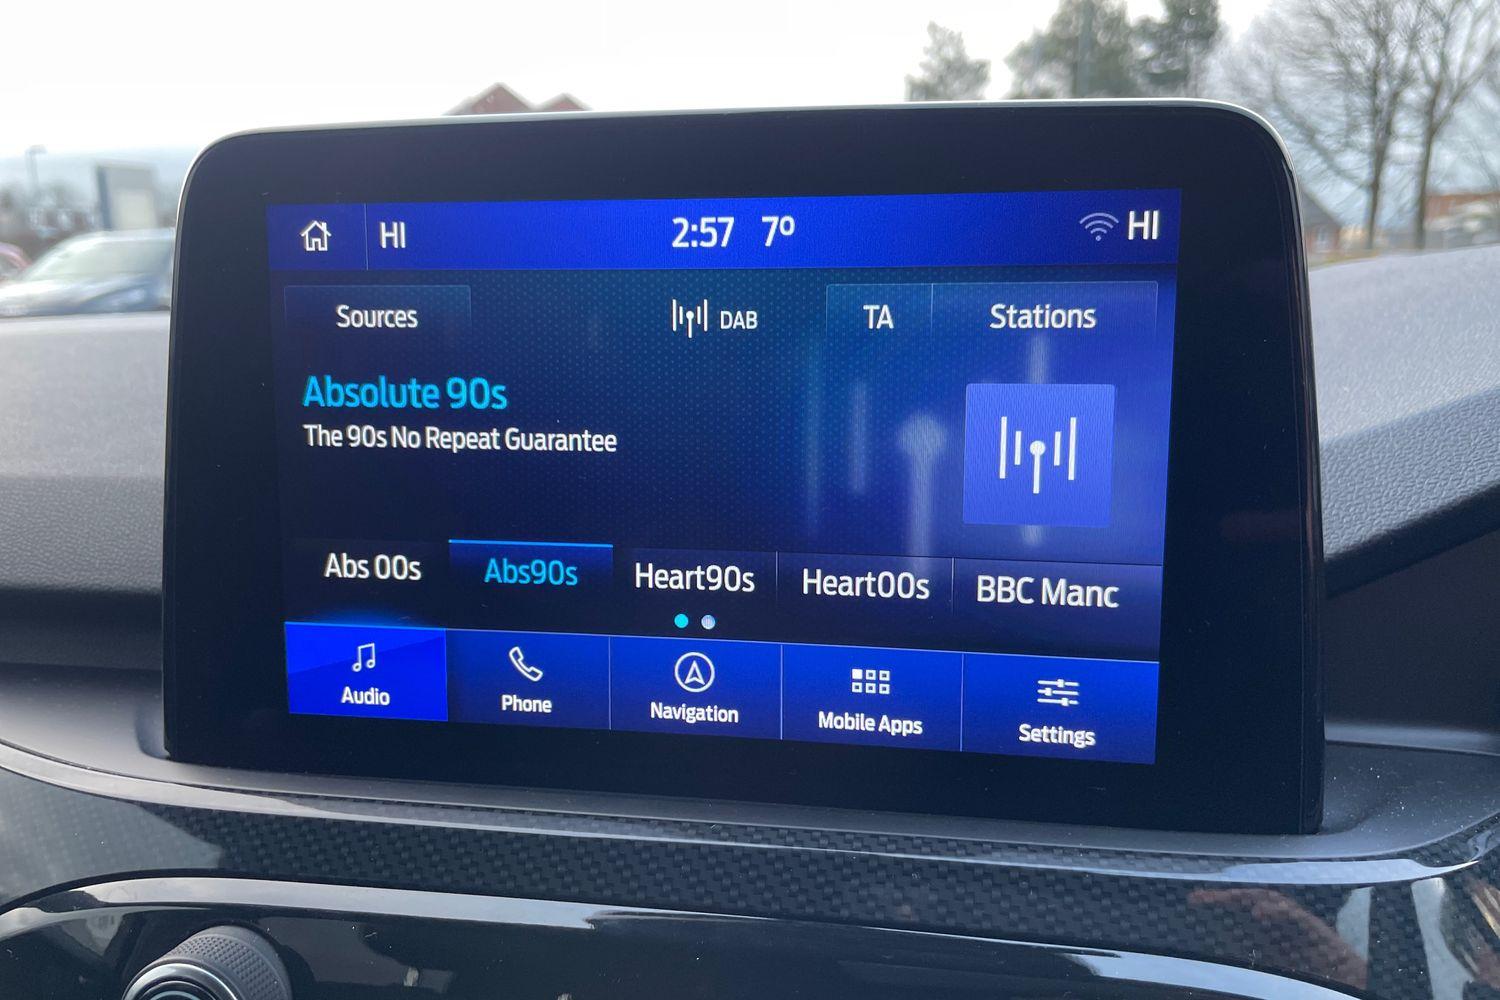 HI 2:57 7º HI
Sources DAB TA Stations
Absolute 90s
The 90s No Repeat Guarantee
Abs 00s Abs90s Heart90s Heart00s BBC Manc
Audio Phone Navigation Mobile Apps Settings